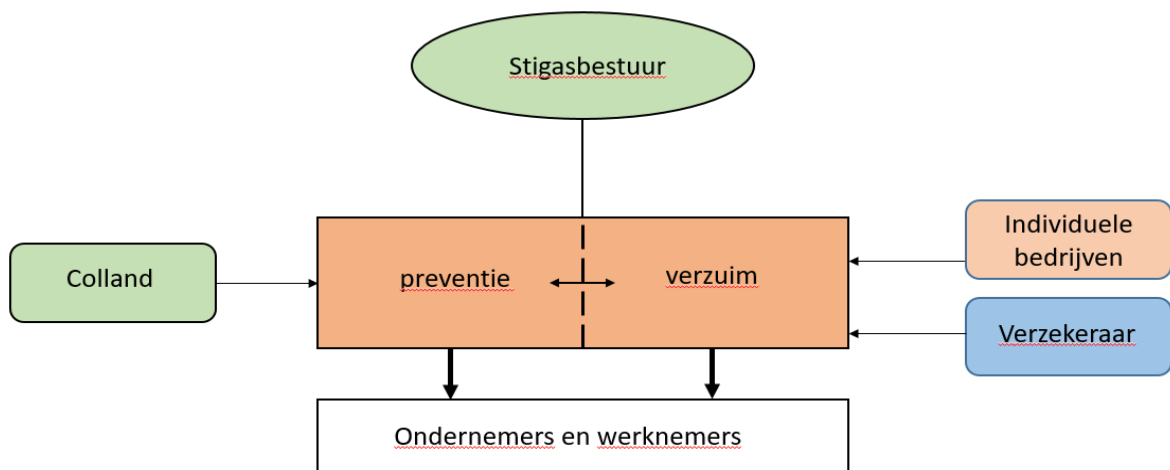 Stigasbestuur
Colland
preventie
verzuim
Individuele
bedrijven
Verzekeraar
Ondernemers en werknemers